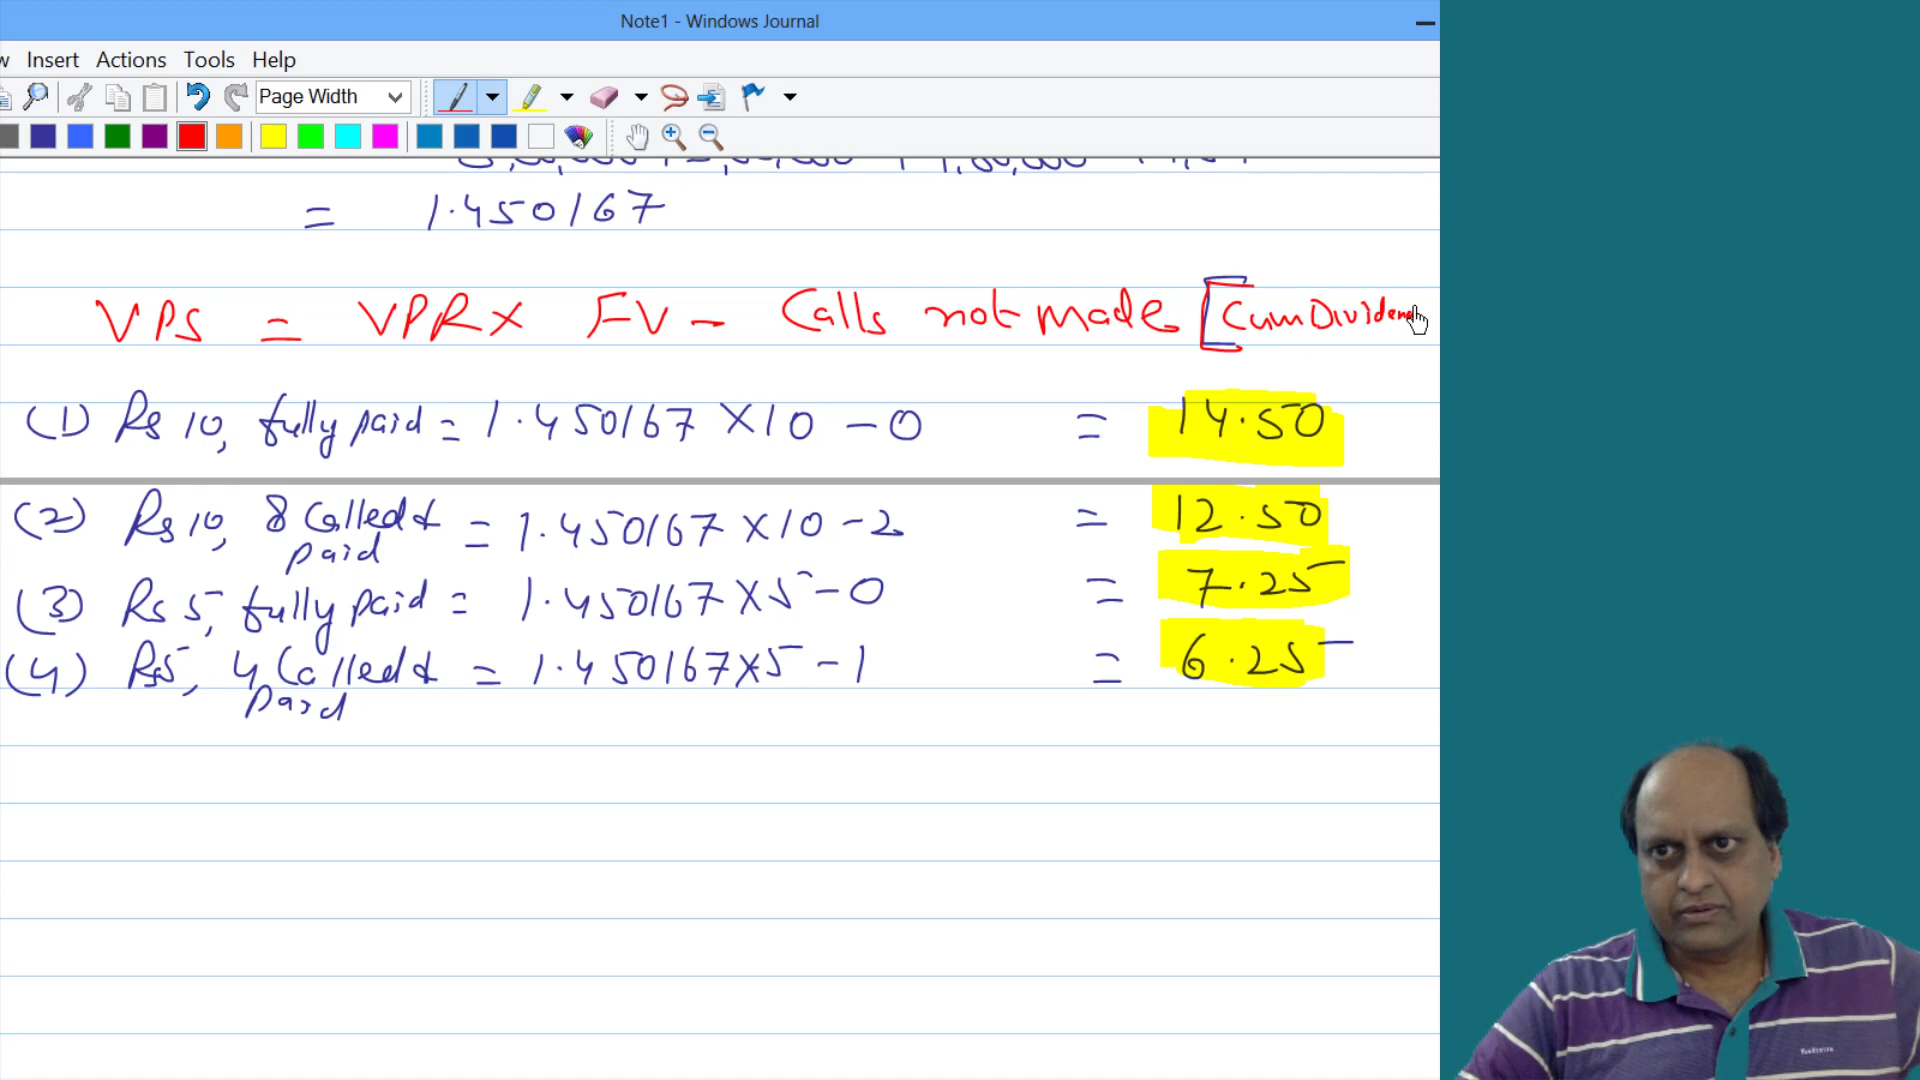 Note1 - Windows Journal
w Insert Actions Tools Help
Page Width
= 1.450167
VPS = VPR X FV - Calls not made [Cum Dividend
(1) Rs 10, fully paid = 1.450167 X 10 - 0 = 14.50
(2) Rs 10, 8 Called & paid = 1.450167 X 10 - 2 = 12.50
(3) Rs 5, fully paid = 1.450167 X 5 - 0 = 7.25
(4) Rs 5, 4 Called & paid = 1.450167 X 5 - 1 = 6.25